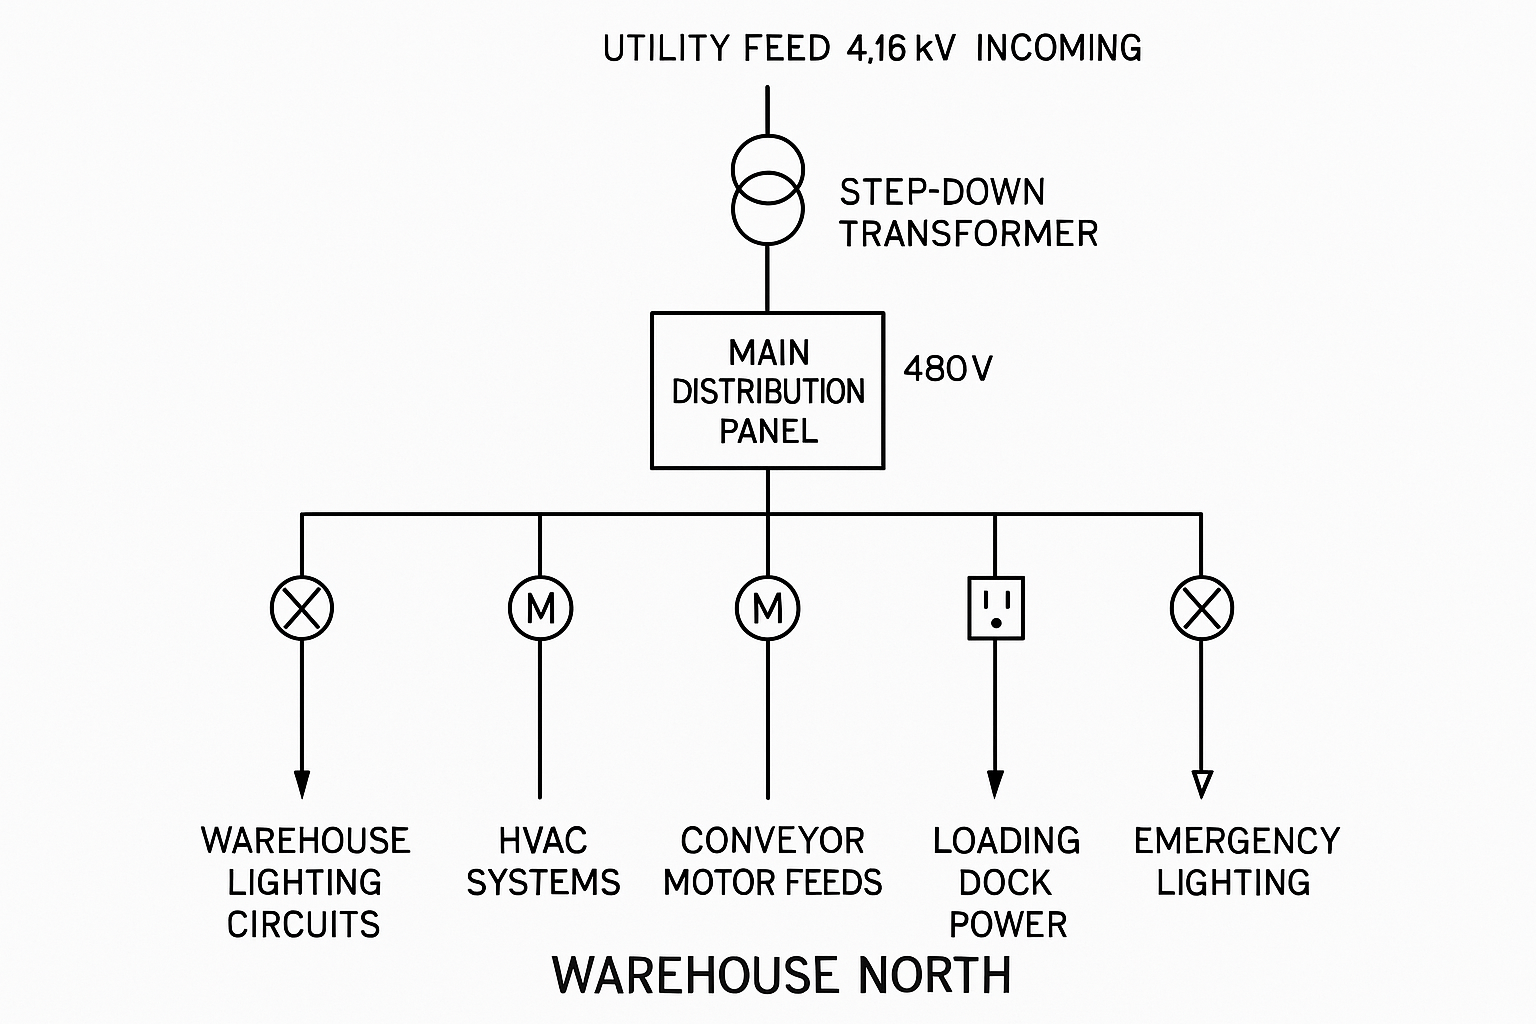 UTILITY FEED 4,16 kV INCOMING
STEP-DOWN
TRANSFORMER
MAIN
DISTRIBUTION
PANEL
480V
M
M
WAREHOUSE
LIGHTING
CIRCUITS
HVAC
SYSTEMS
CONVEYOR
MOTOR FEEDS
LOADING
DOCK
POWER
EMERGENCY
LIGHTING
WAREHOUSE NORTH